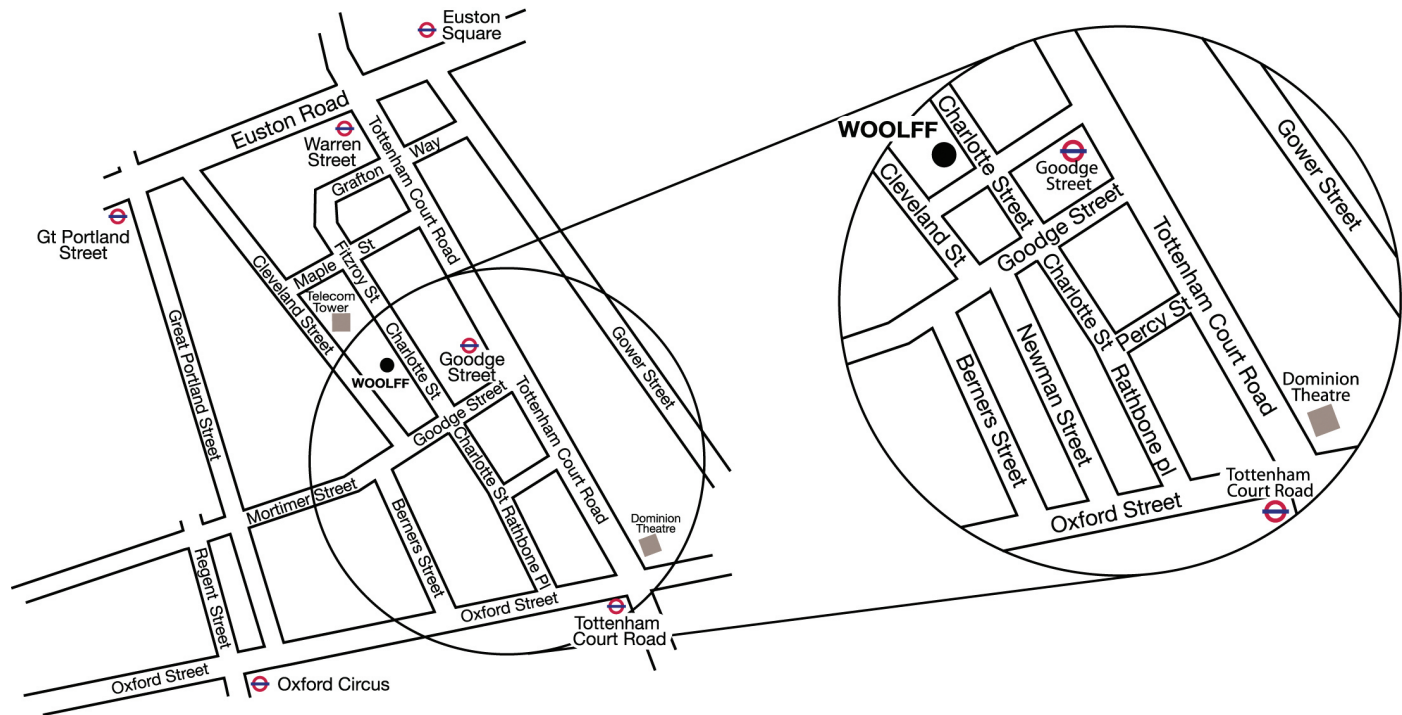 Euston
Square
Euston Road
Warren
Street
Tottenham Court Road
Grafton
Way
Gt Portland
Street
Maple
St
Fitzroy St
Cleveland Street
Telecom
Tower
Great Portland Street
Charlotte St
WOOLFF
Goodge
Street
Gower Street
Goodge Street
Tottenham Court Road
Charlotte St
Rathbone Pl
Mortimer Street
Berners Street
Dominion
Theatre
Regent Street
Oxford Street
Tottenham
Court Road
Oxford Street
Oxford Circus
WOOLFF
Charlotte Street
Cleveland St
Goodge
Street
Gower Street
Goodge Street
Tottenham Court Road
Charlotte St
Percy St
Newman Street
Berners Street
Rathbone pl
Dominion
Theatre
Tottenham
Court Road
Oxford Street